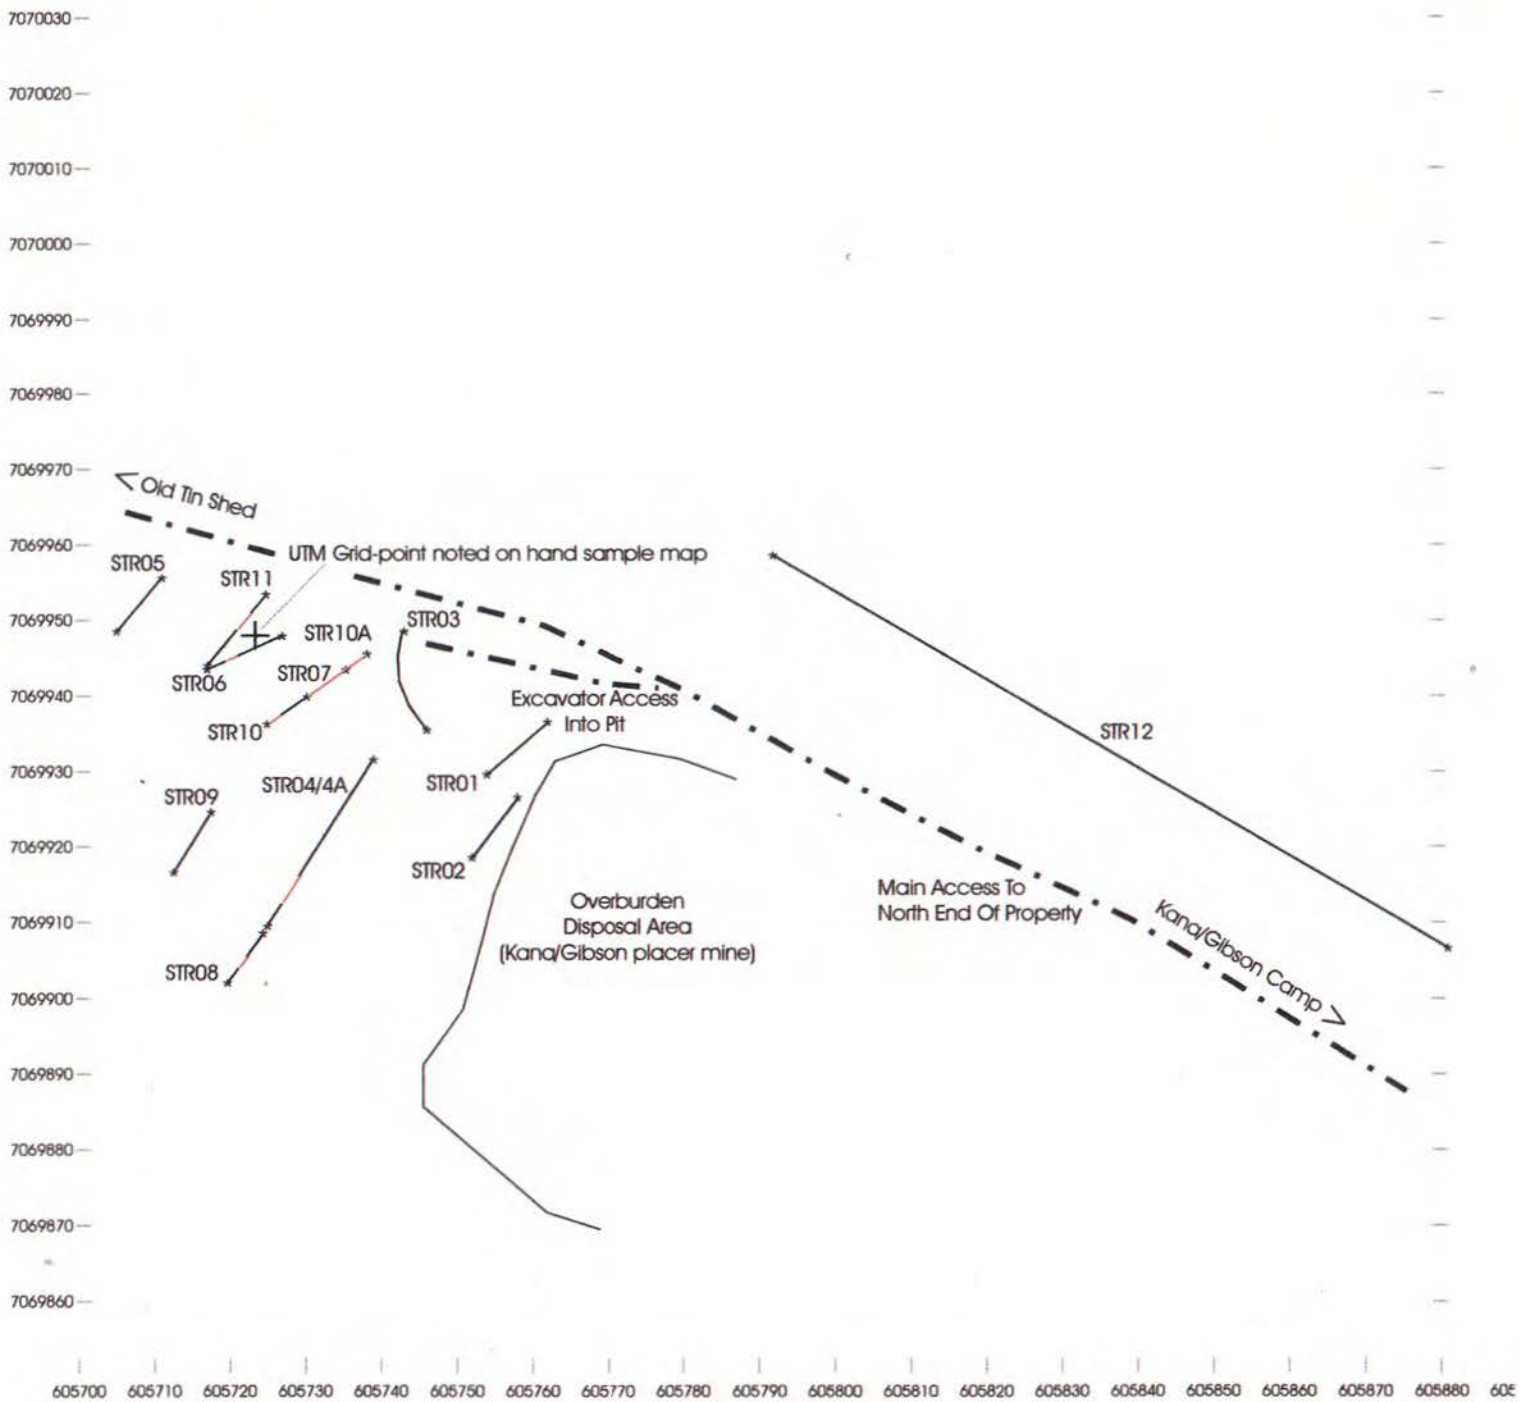 7070030
7070020
7070010
7070000
7069990
7069980
7069970
< Old Tin Shed
7069960
UTM Grid-point noted on hand sample map
STR05
STR11
7069950
STR03
STR10A
STR07
STR06
7069940
Excavator Access
Into Pit
STR10
STR12
7069930
STR01
STR04/4A
STR09
7069920
STR02
Main Access To
North End Of Property
Overburden
Disposal Area
(Kana/Gibson placer mine)
7069910
Kana/Gibson Camp >
STR08
7069900
7069890
7069880
7069870
7069860
605700 605710 605720 605730 605740 605750 605760 605770 605780 605790 605800 605810 605820 605830 605840 605850 605860 605870 605880 605